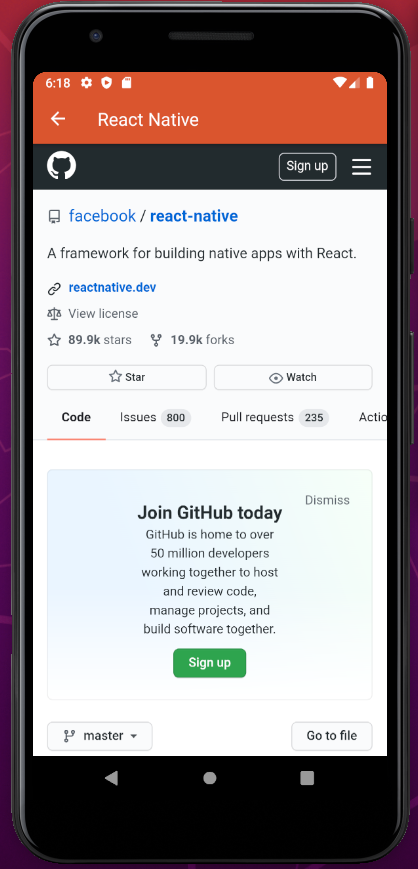 6:18
React Native
Sign up
facebook / react-native
A framework for building native apps with React.
reactnative.dev
View license
89.9k stars 19.9k forks
Star Watch
Code Issues 800 Pull requests 235 Actio
Dismiss
Join GitHub today
GitHub is home to over
50 million developers
working together to host
and review code,
manage projects, and
build software together.
Sign up
master Go to file